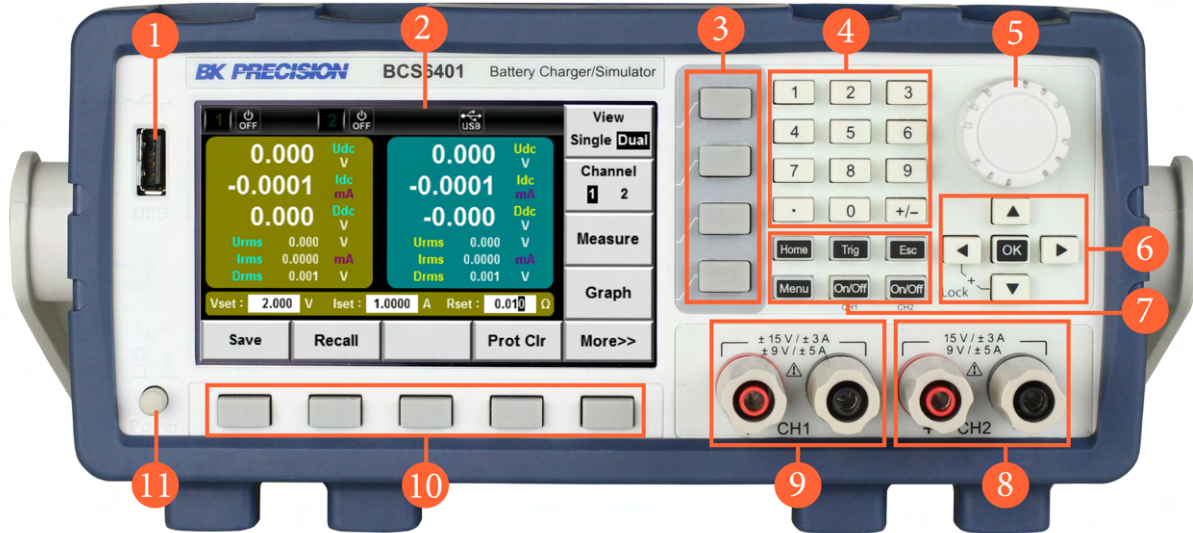 1
2
3
4
5
BK PRECISION BCS6401 Battery Charger/Simulator
1 OFF 2 OFF USB
View
Single Dual
Channel
1 2
Measure
Graph
0.000 Udc V
-0.0001 Idc mA
0.000 Ddc V
Urms 0.000 V
Irms 0.0000 mA
Drms 0.001 V
0.000 Udc V
-0.0001 Idc mA
-0.000 Ddc V
Urms 0.000 V
Irms 0.0000 mA
Drms 0.001 V
Vset : 2.000 V Iset : 1.0000 A Rset : 0.010 Ω
Save Recall Prot Clr More>>
USB
Power
1 2 3
4 5 6
7 8 9
. 0 +/−
Home Trig Esc
Menu On/Off On/Off
CH1 CH2
▲
◀ OK ▶
▼
+
Lock
6
7
± 15 V / ± 3 A
± 9 V / ± 5 A
CH1
15 V / ± 3 A
9 V / ± 5 A
+ CH2
11
10
9
8